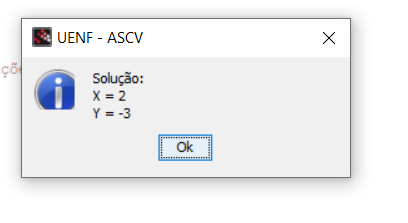 UENF - ASCV
Solução:
X = 2
Y = -3
Ok